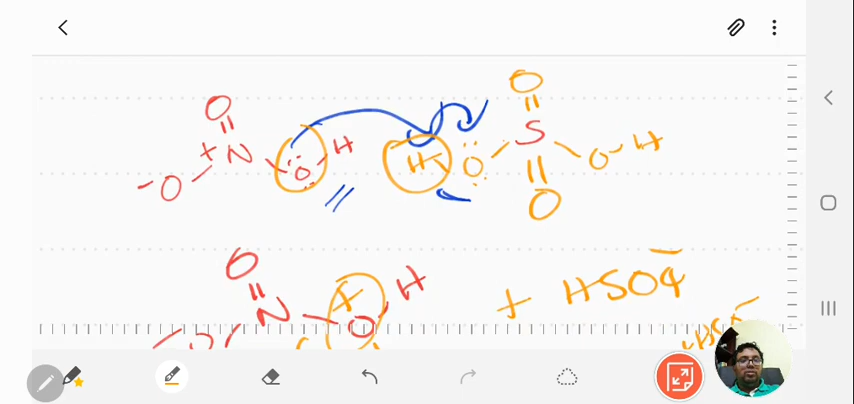 O O
N O H H O S O H
-O + O
O H
N O + HSO4-